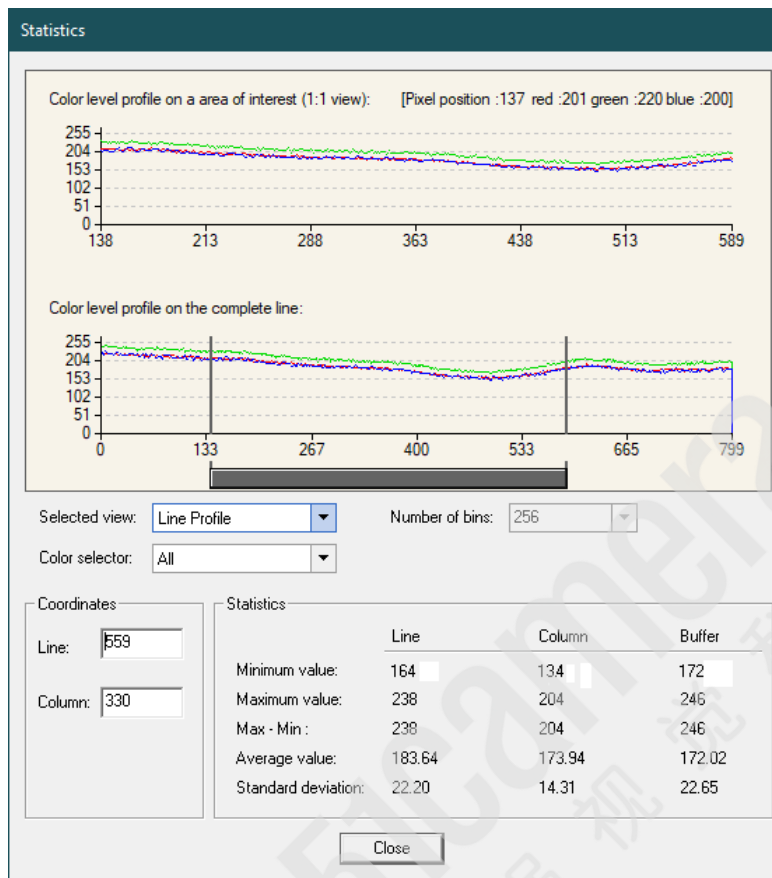 Statistics
Color level profile on a area of interest (1:1 view): [Pixel position :137 red :201 green :220 blue :200]
255
204
153
102
51
0
138 213 288 363 438 513 589
Color level profile on the complete line:
255
204
153
102
51
0
0 133 267 400 533 665 799
Selected view: Line Profile Number of bins: 256
Color selector: All
Coordinates
Line: 559
Column: 330
Statistics
Line Column Buffer
Minimum value: 164 134 172
Maximum value: 238 204 246
Max - Min : 238 204 246
Average value: 183.64 173.94 172.02
Standard deviation: 22.20 14.31 22.65
Close